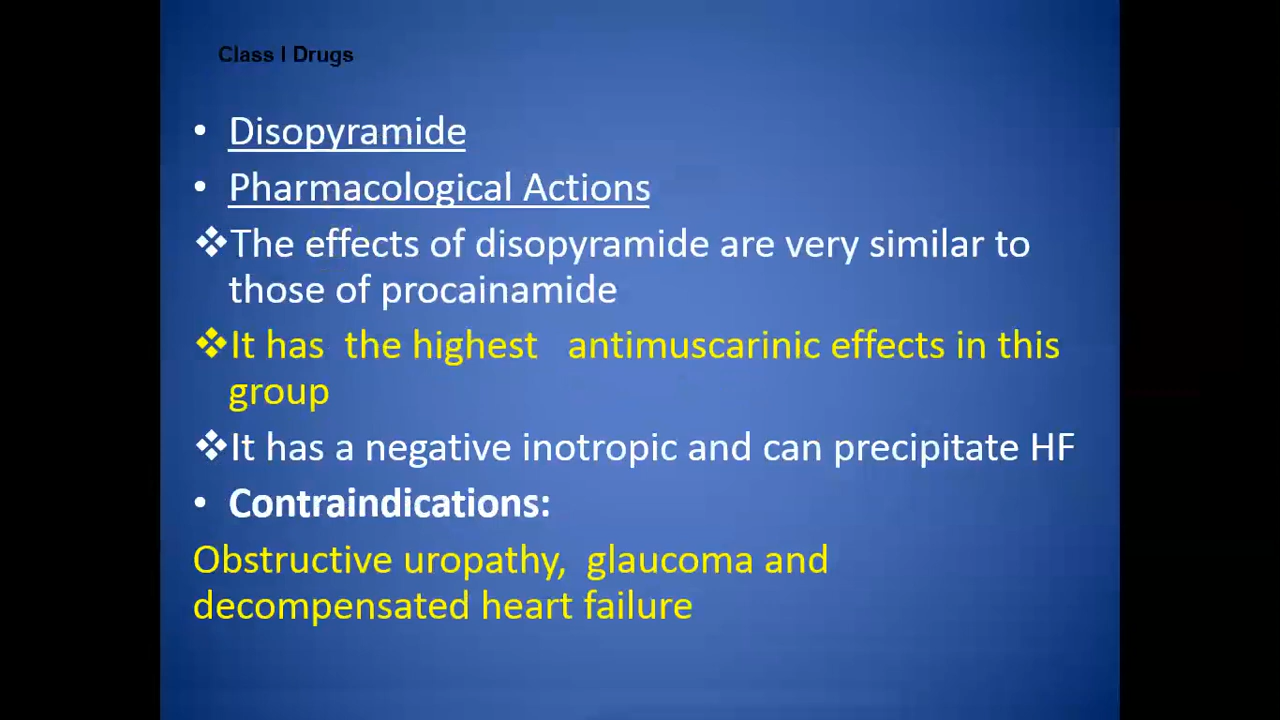 Class I Drugs
• Disopyramide
• Pharmacological Actions
❖The effects of disopyramide are very similar to
those of procainamide
❖It has the highest antimuscarinic effects in this
group
❖It has a negative inotropic and can precipitate HF
• Contraindications:
Obstructive uropathy, glaucoma and
decompensated heart failure